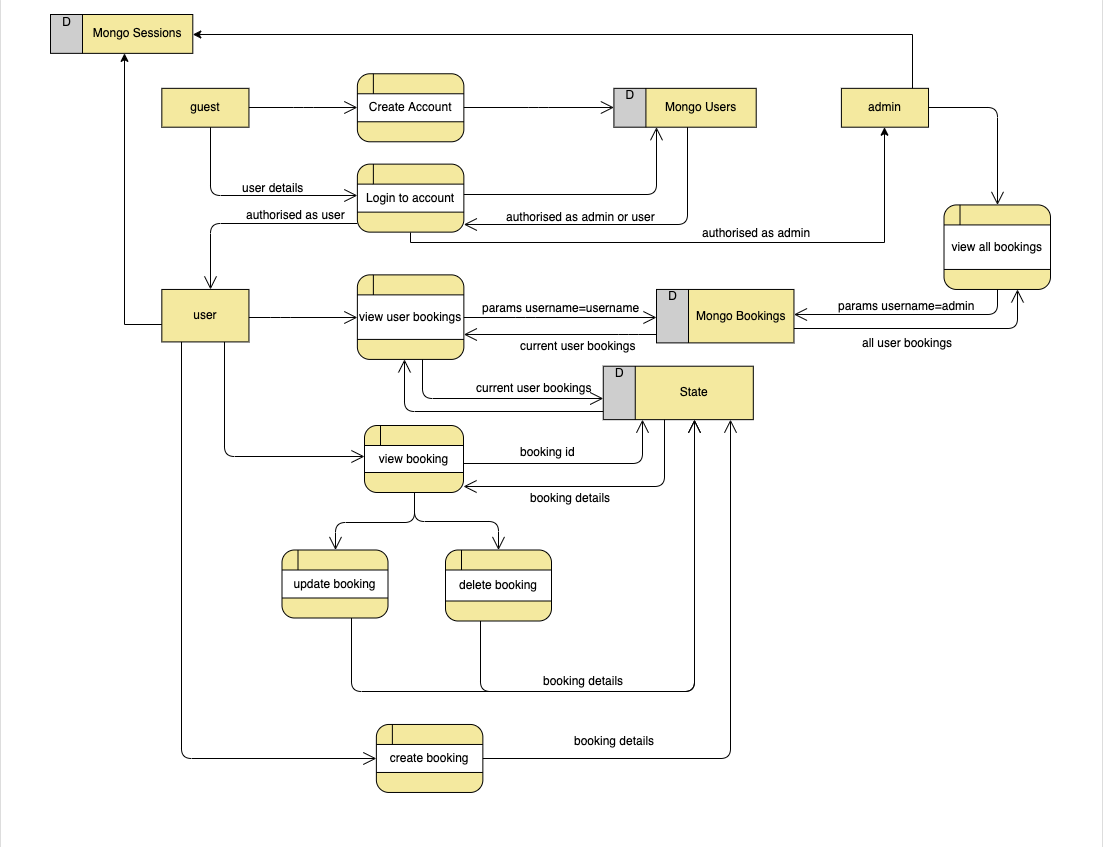 D
Mongo Sessions
guest
Create Account
D
Mongo Users
admin
user details
Login to account
authorised as user
authorised as admin or user
authorised as admin
view all bookings
user
view user bookings
params username=username
D
Mongo Bookings
params username=admin
current user bookings
all user bookings
D
State
current user bookings
view booking
booking id
booking details
update booking
delete booking
booking details
booking details
create booking